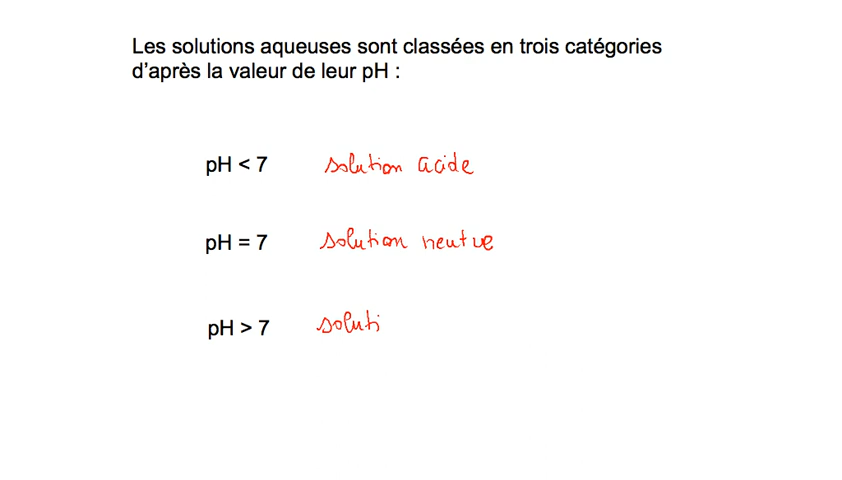 Les solutions aqueuses sont classées en trois catégories
d'après la valeur de leur pH :
pH < 7 solution acide
pH = 7 solution neutre
pH > 7 soluti